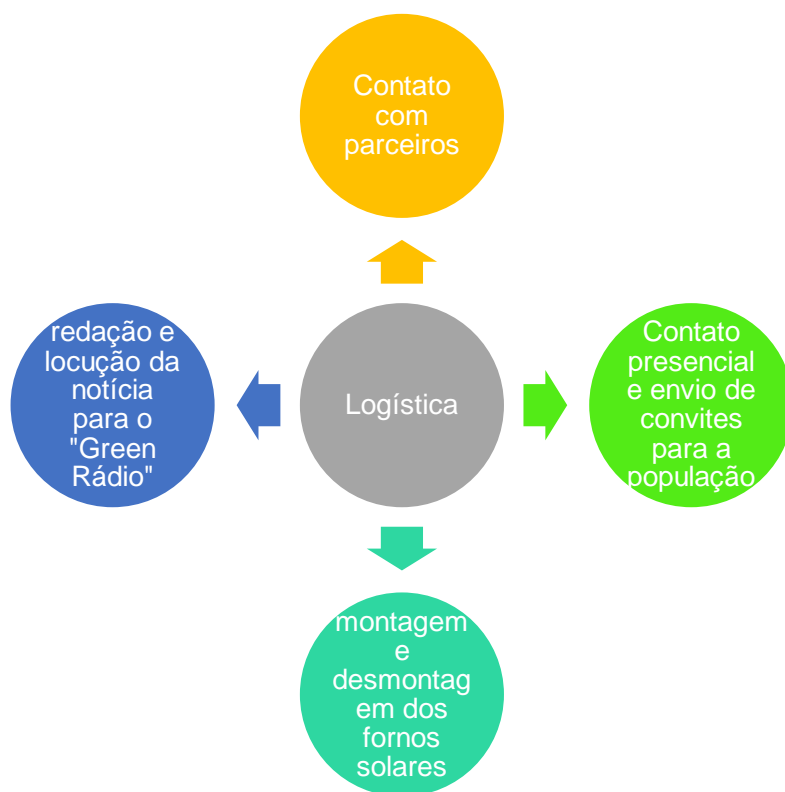 Contato
com
parceiros
redação e
locução da
notícia
para o
"Green
Rádio"
Logística
Contato
presencial
e envio de
convites
para a
população
montagem
e
desmontag
em dos
fornos
solares